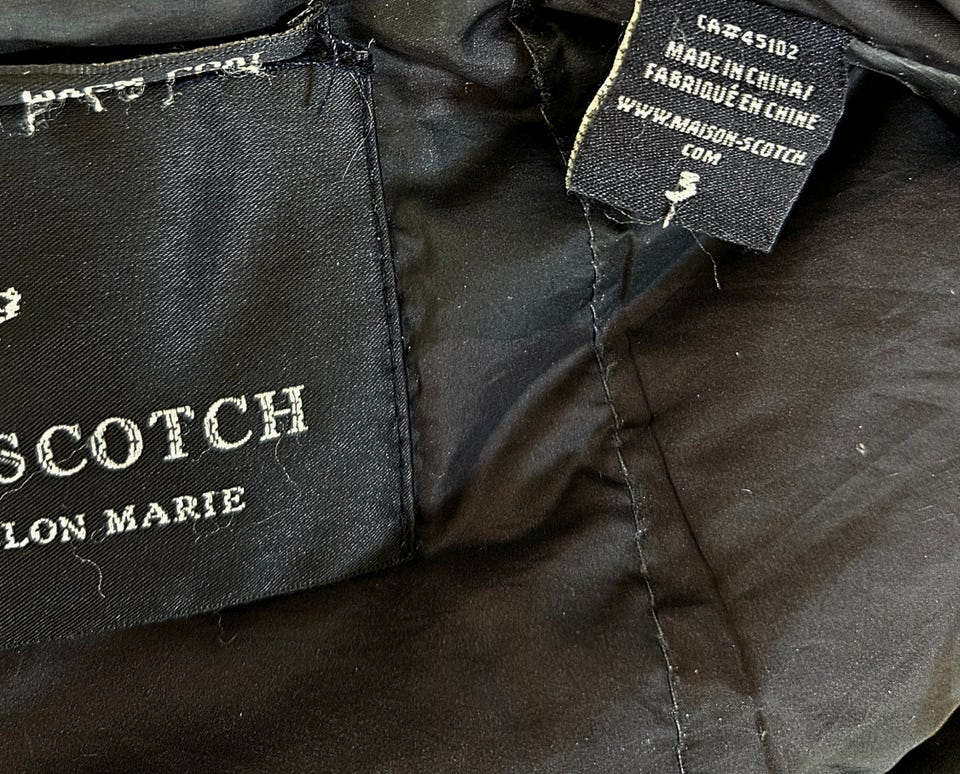 SCOTCH
LON MARIE
CA#45102
MADE IN CHINA/
FABRIQUÉ EN CHINE
WWW.MAISON-SCOTCH.
COM
3